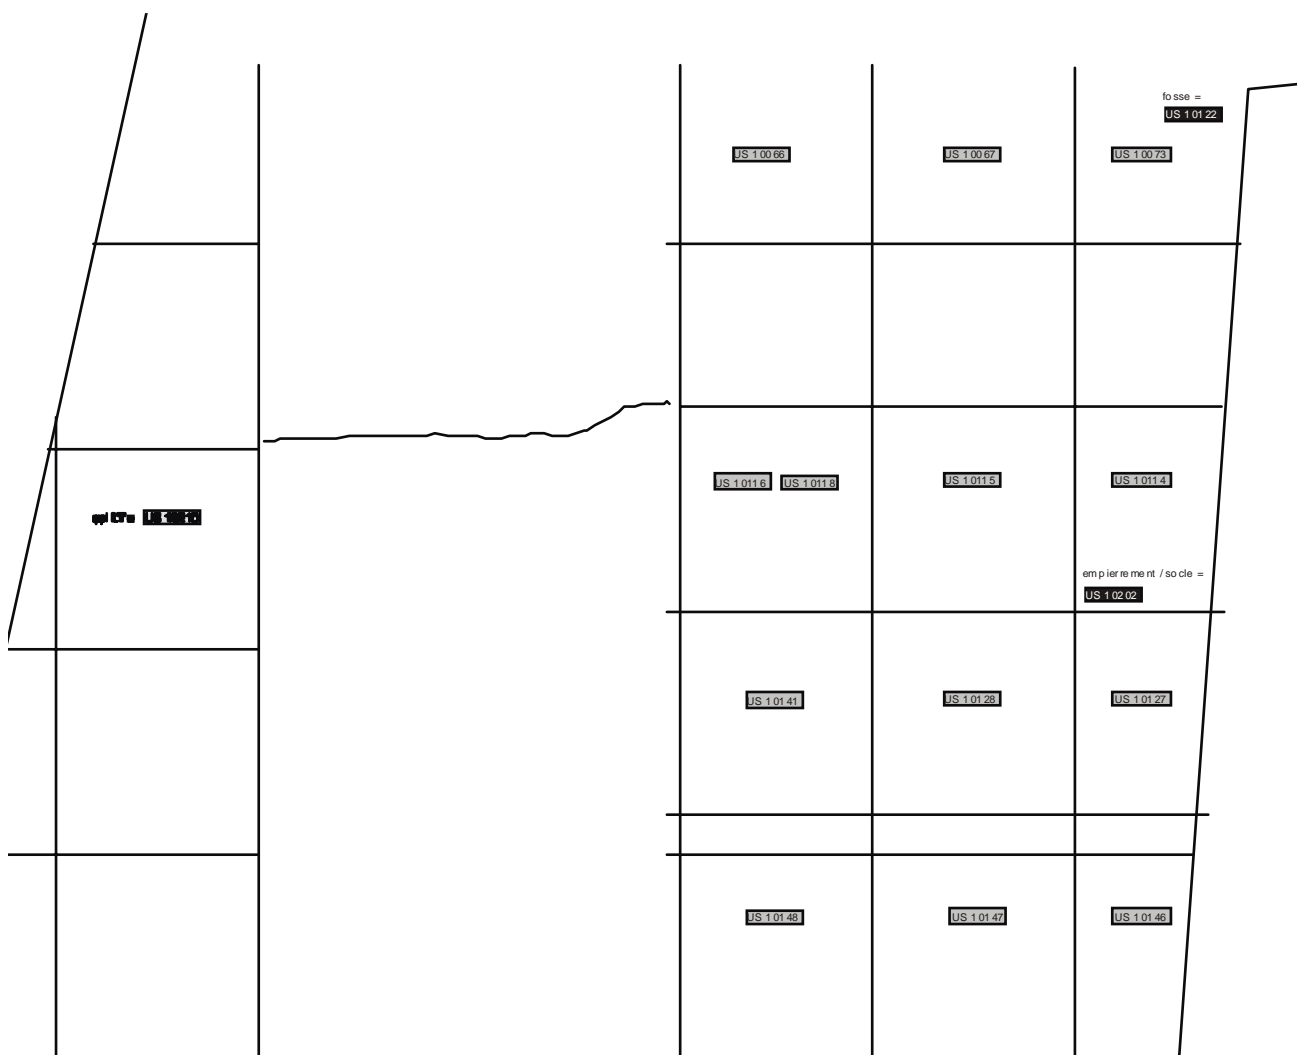 fosse =
US 10122
US 10066
US 10067
US 10073
US 10116
US 10118
US 10115
US 10114
US
empierrement / socle =
US 10202
US 10141
US 10128
US 10127
US 10148
US 10147
US 10146